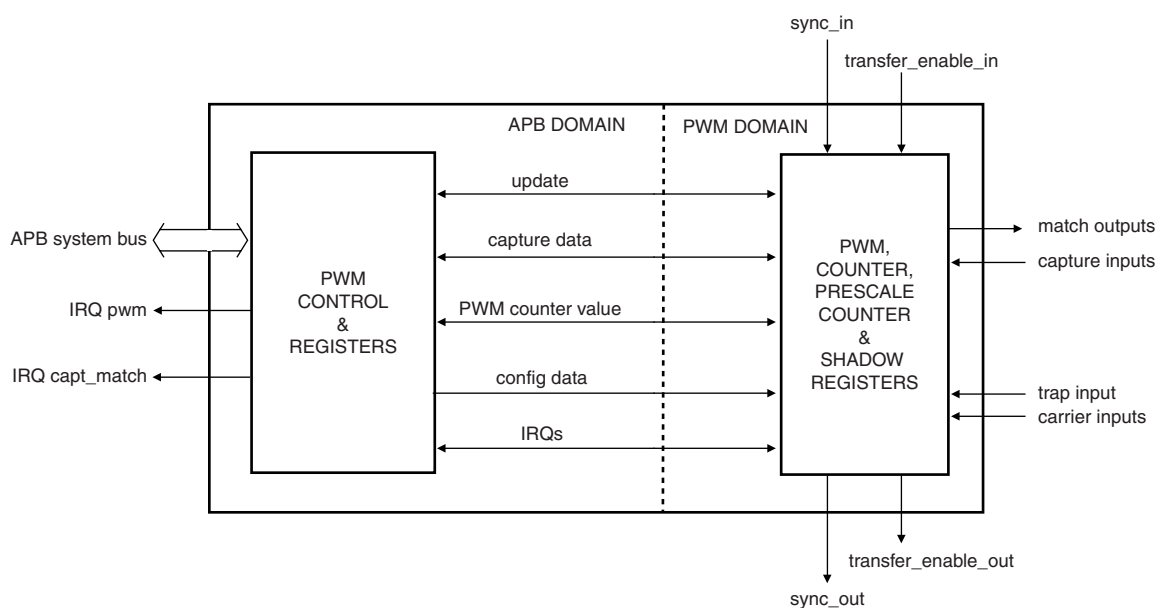 sync_in
transfer_enable_in
APB DOMAIN
PWM DOMAIN
update
APB system bus
capture data
match outputs
capture inputs
PWM
CONTROL
&
REGISTERS
PWM,
COUNTER,
PRESCALE
COUNTER
&
SHADOW
REGISTERS
IRQ pwm
PWM counter value
IRQ capt_match
config data
trap input
carrier inputs
IRQs
transfer_enable_out
sync_out